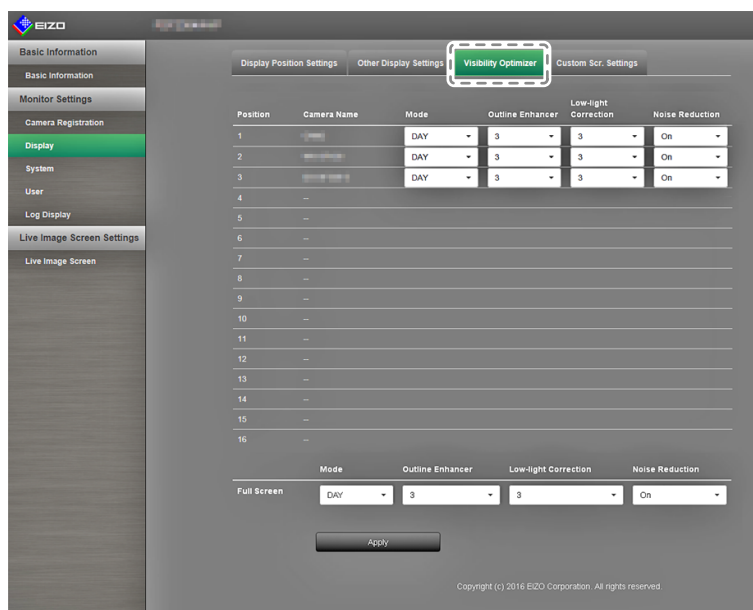 EIZO
Basic Information
Basic Information
Monitor Settings
Camera Registration
Display
System
User
Log Display
Live Image Screen Settings
Live Image Screen
Display Position Settings Other Display Settings Visibility Optimizer Custom Scr. Settings
Position Camera Name Mode Outline Enhancer Low-light Correction Noise Reduction
1 DAY 3 3 On
2 DAY 3 3 On
3 DAY 3 3 On
4 --
5 --
6 --
7 --
8 --
9 --
10 --
11 --
12 --
13 --
14 --
15 --
16 --
Mode Outline Enhancer Low-light Correction Noise Reduction
Full Screen DAY 3 3 On
Apply
Copyright (c) 2016 EIZO Corporation. All rights reserved.